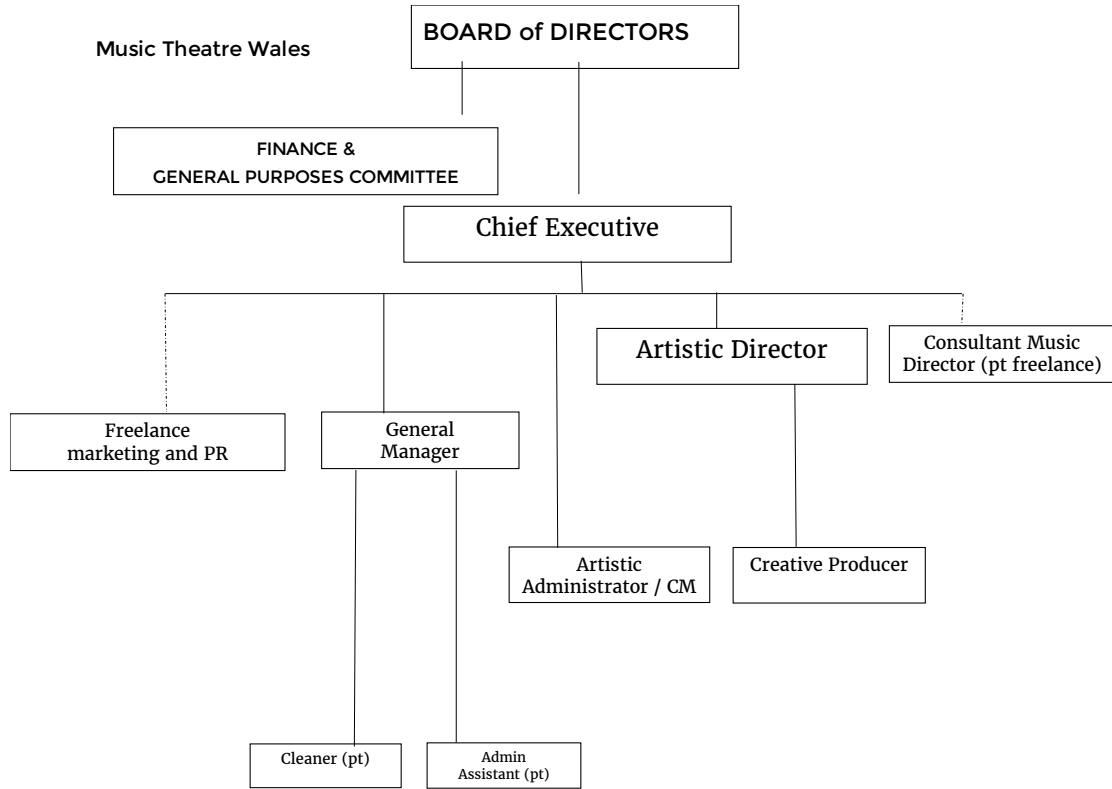 BOARD of DIRECTORS
Music Theatre Wales
FINANCE &
GENERAL PURPOSES COMMITTEE
Chief Executive
Artistic Director
Consultant Music
Director (pt freelance)
Freelance
marketing and PR
General
Manager
Artistic
Administrator / CM
Creative Producer
Cleaner (pt)
Admin
Assistant (pt)